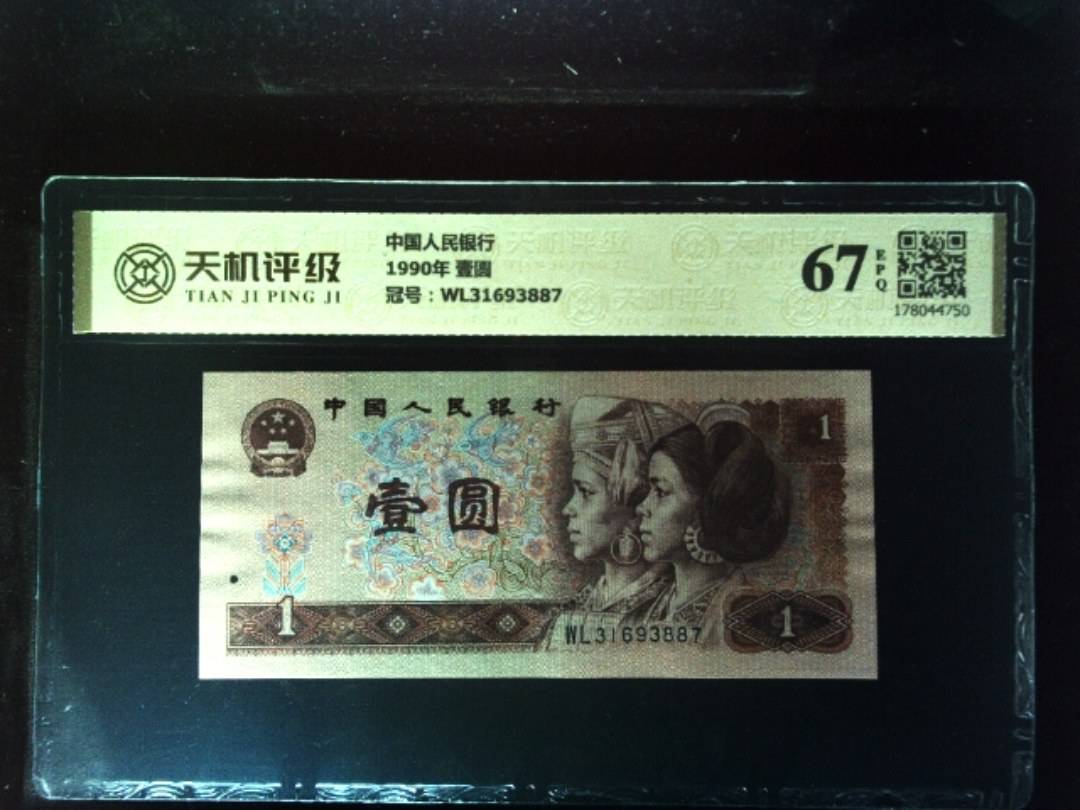 天机评级
TIAN JI PING JI
中国人民银行
1990年 壹圆
冠号：WL31693887
67
EPQ
178044750
中国人民银行
1
壹圆
1
WL31693887
1